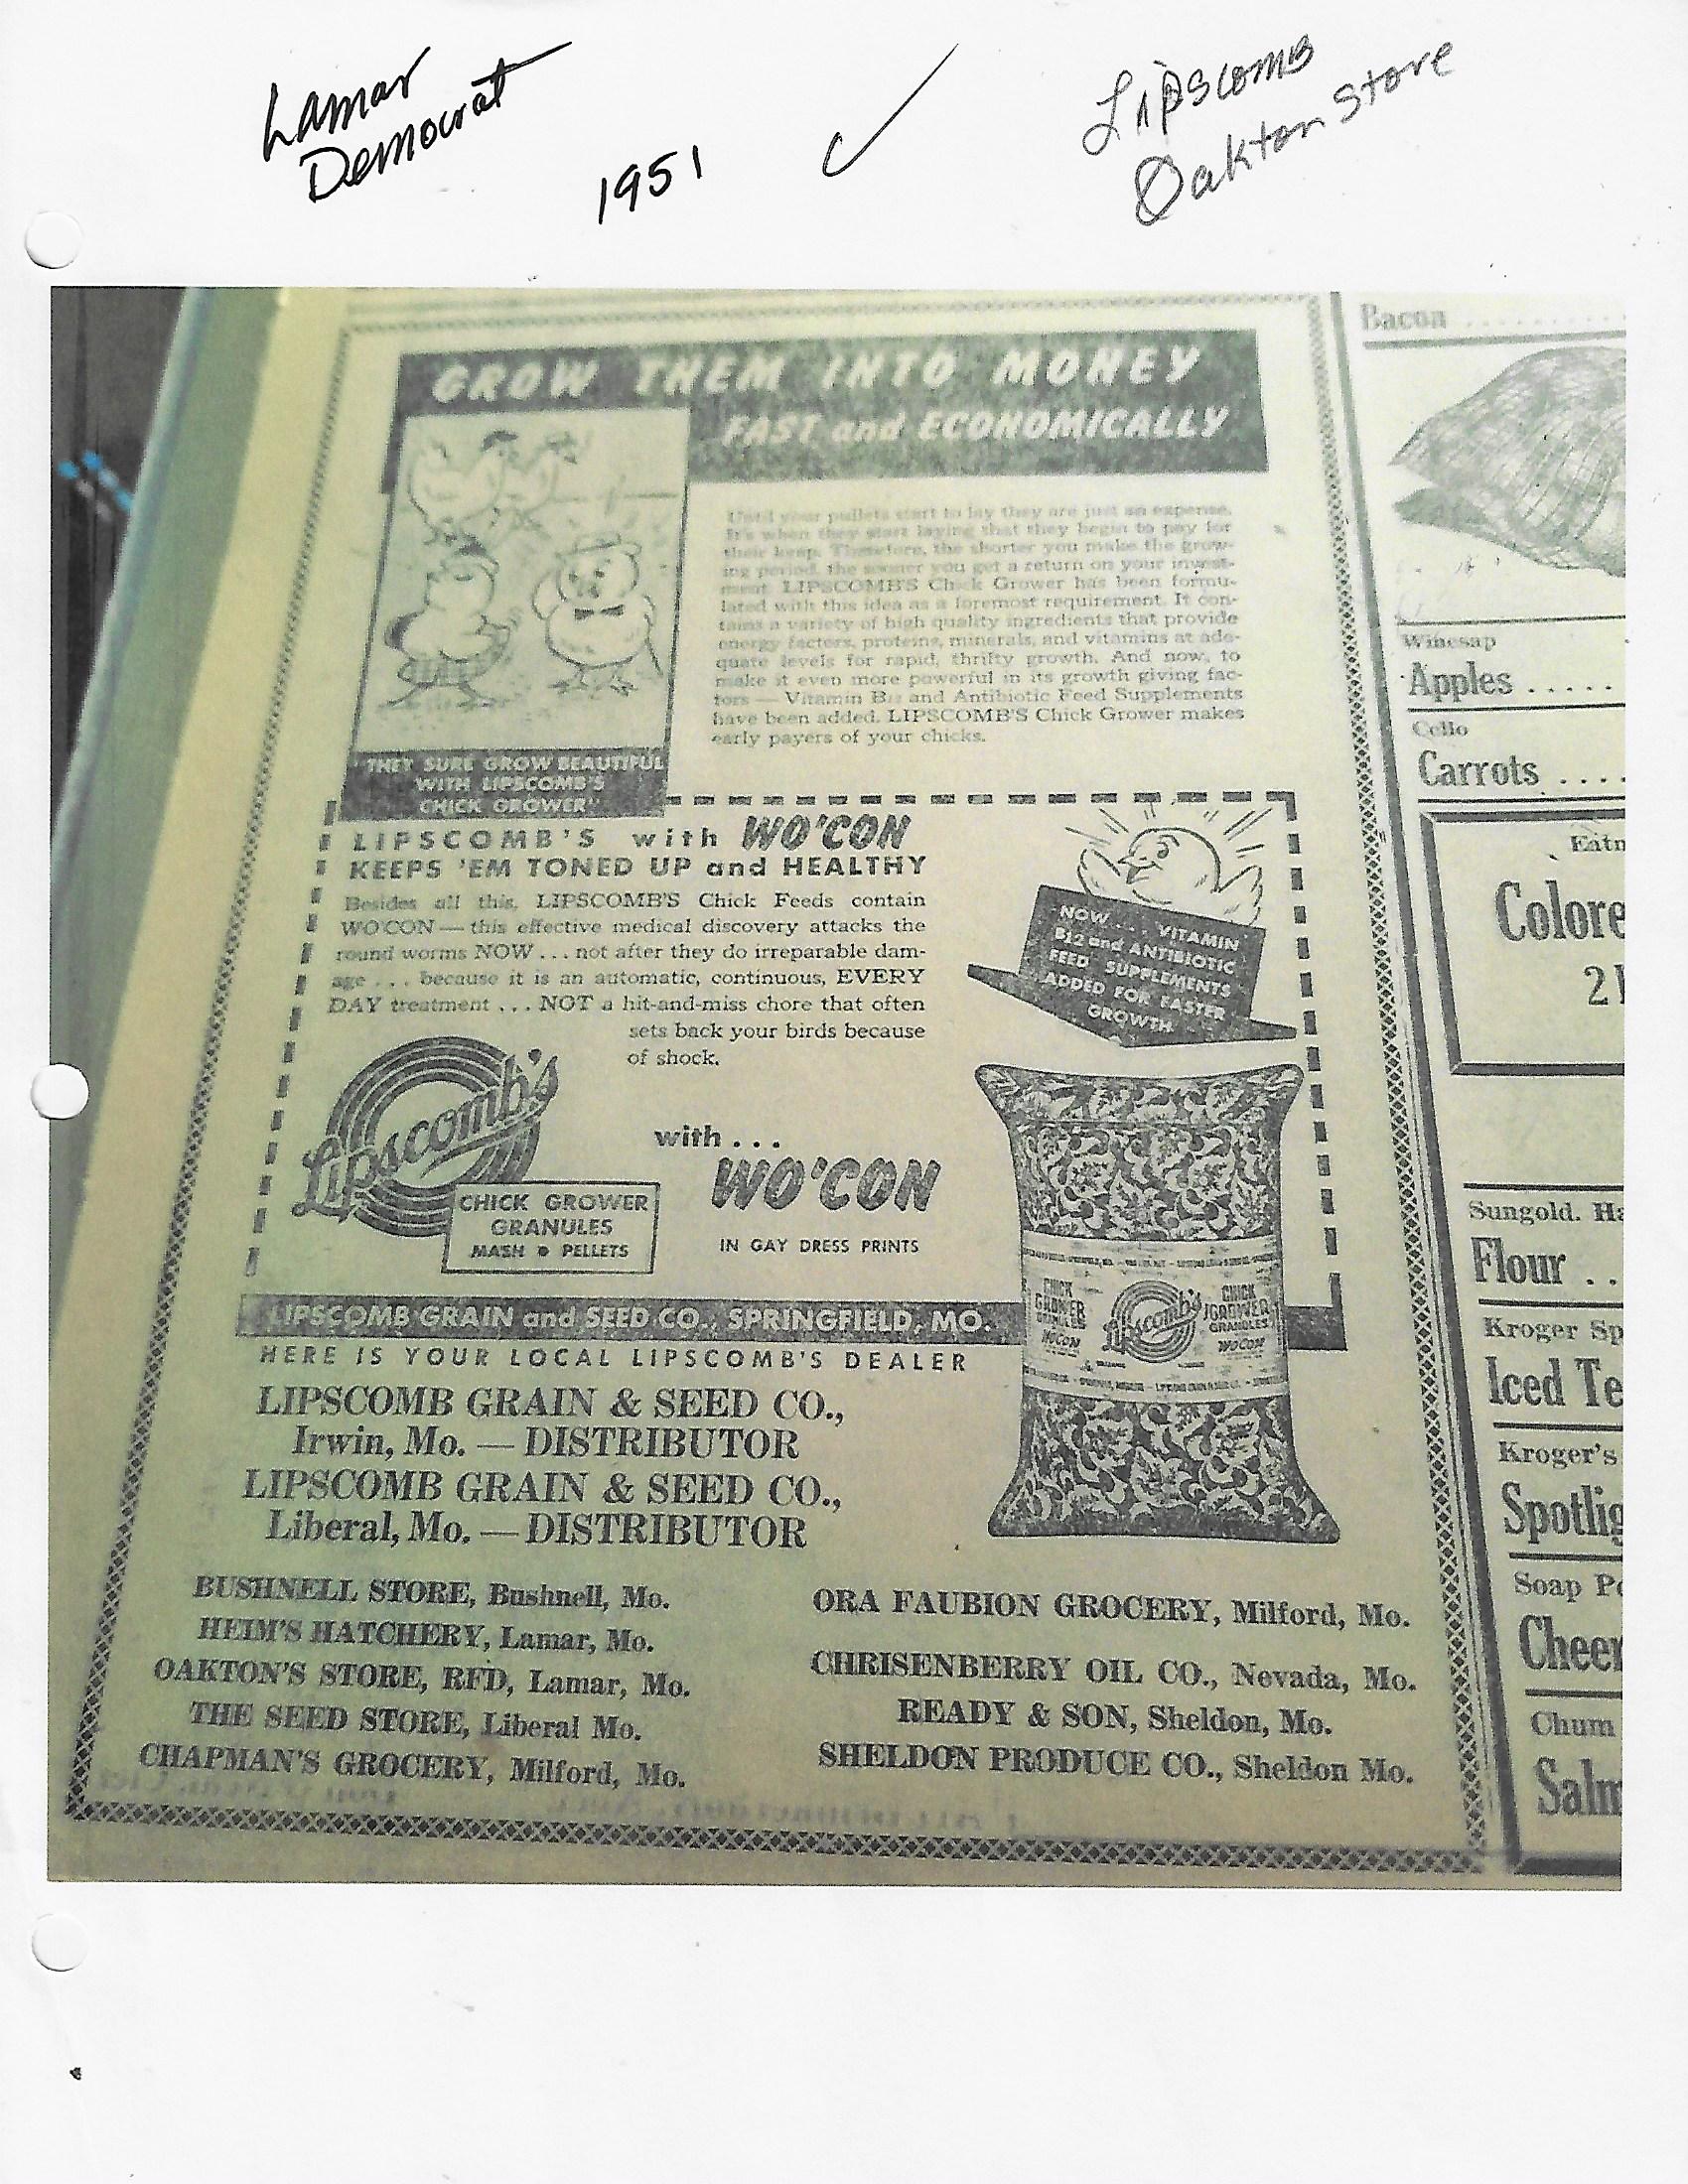 Lamar
Democrat
1951
Lipscomb
Oakton Store
GROW THEM INTO MONEY
FAST and ECONOMICALLY
Until your pullets start to lay they are just an expense.
It's when they start laying that they begin to pay for
their keep. Therefore, the shorter you make the grow-
ing period, the sooner you get a return on your invest-
ment. LIPSCOMB'S Chick Grower has been formu-
lated with this idea as a foremost requirement. It con-
tains a variety of high quality ingredients that provide
energy factors, proteins, minerals, and vitamins at ade-
quate levels for rapid, thrifty growth. And now, to
make it even more powerful in its growth giving fac-
tors — Vitamin B12 and Antibiotic Feed Supplements
have been added. LIPSCOMB'S Chick Grower makes
early payers of your chicks.
"THEY SURE GROW BEAUTIFUL
WITH LIPSCOMB'S
CHICK GROWER"
LIPSCOMB'S with WO'CON
KEEPS 'EM TONED UP and HEALTHY
Besides all this, LIPSCOMB'S Chick Feeds contain
WO'CON — this effective medical discovery attacks the
round worms NOW ... not after they do irreparable dam-
age ... because it is an automatic, continuous, EVERY
DAY treatment ... NOT a hit-and-miss chore that often
sets back your birds because
of shock.
NOW... VITAMIN
B12 and ANTIBIOTIC
FEED SUPPLEMENTS
ADDED FOR FASTER
GROWTH
Lipscomb's
CHICK GROWER
GRANULES
MASH • PELLETS
with...
WO'CON
IN GAY DRESS PRINTS
CHICK
GROWER
GRANULES
WOCON
Lipscomb's
CHICK
GROWER
GRANULES
WOCON
LIPSCOMB GRAIN and SEED CO., SPRINGFIELD, MO.
HERE IS YOUR LOCAL LIPSCOMB'S DEALER
LIPSCOMB GRAIN & SEED CO.,
Irwin, Mo. — DISTRIBUTOR
LIPSCOMB GRAIN & SEED CO.,
Liberal, Mo. — DISTRIBUTOR
BUSHNELL STORE, Bushnell, Mo.
HEIM'S HATCHERY, Lamar, Mo.
OAKTON'S STORE, RFD, Lamar, Mo.
THE SEED STORE, Liberal Mo.
CHAPMAN'S GROCERY, Milford, Mo.
ORA FAUBION GROCERY, Milford, Mo.
CHRISENBERRY OIL CO., Nevada, Mo.
READY & SON, Sheldon, Mo.
SHELDON PRODUCE CO., Sheldon Mo.
Bacon ..........
Winesap
Apples .....
Cello
Carrots ....
Eatm
Colore
2 l
Sungold. Ha
Flour ..
Kroger Sp
Iced Te
Kroger's
Spotlig
Soap Po
Cheer
Chum
Salm